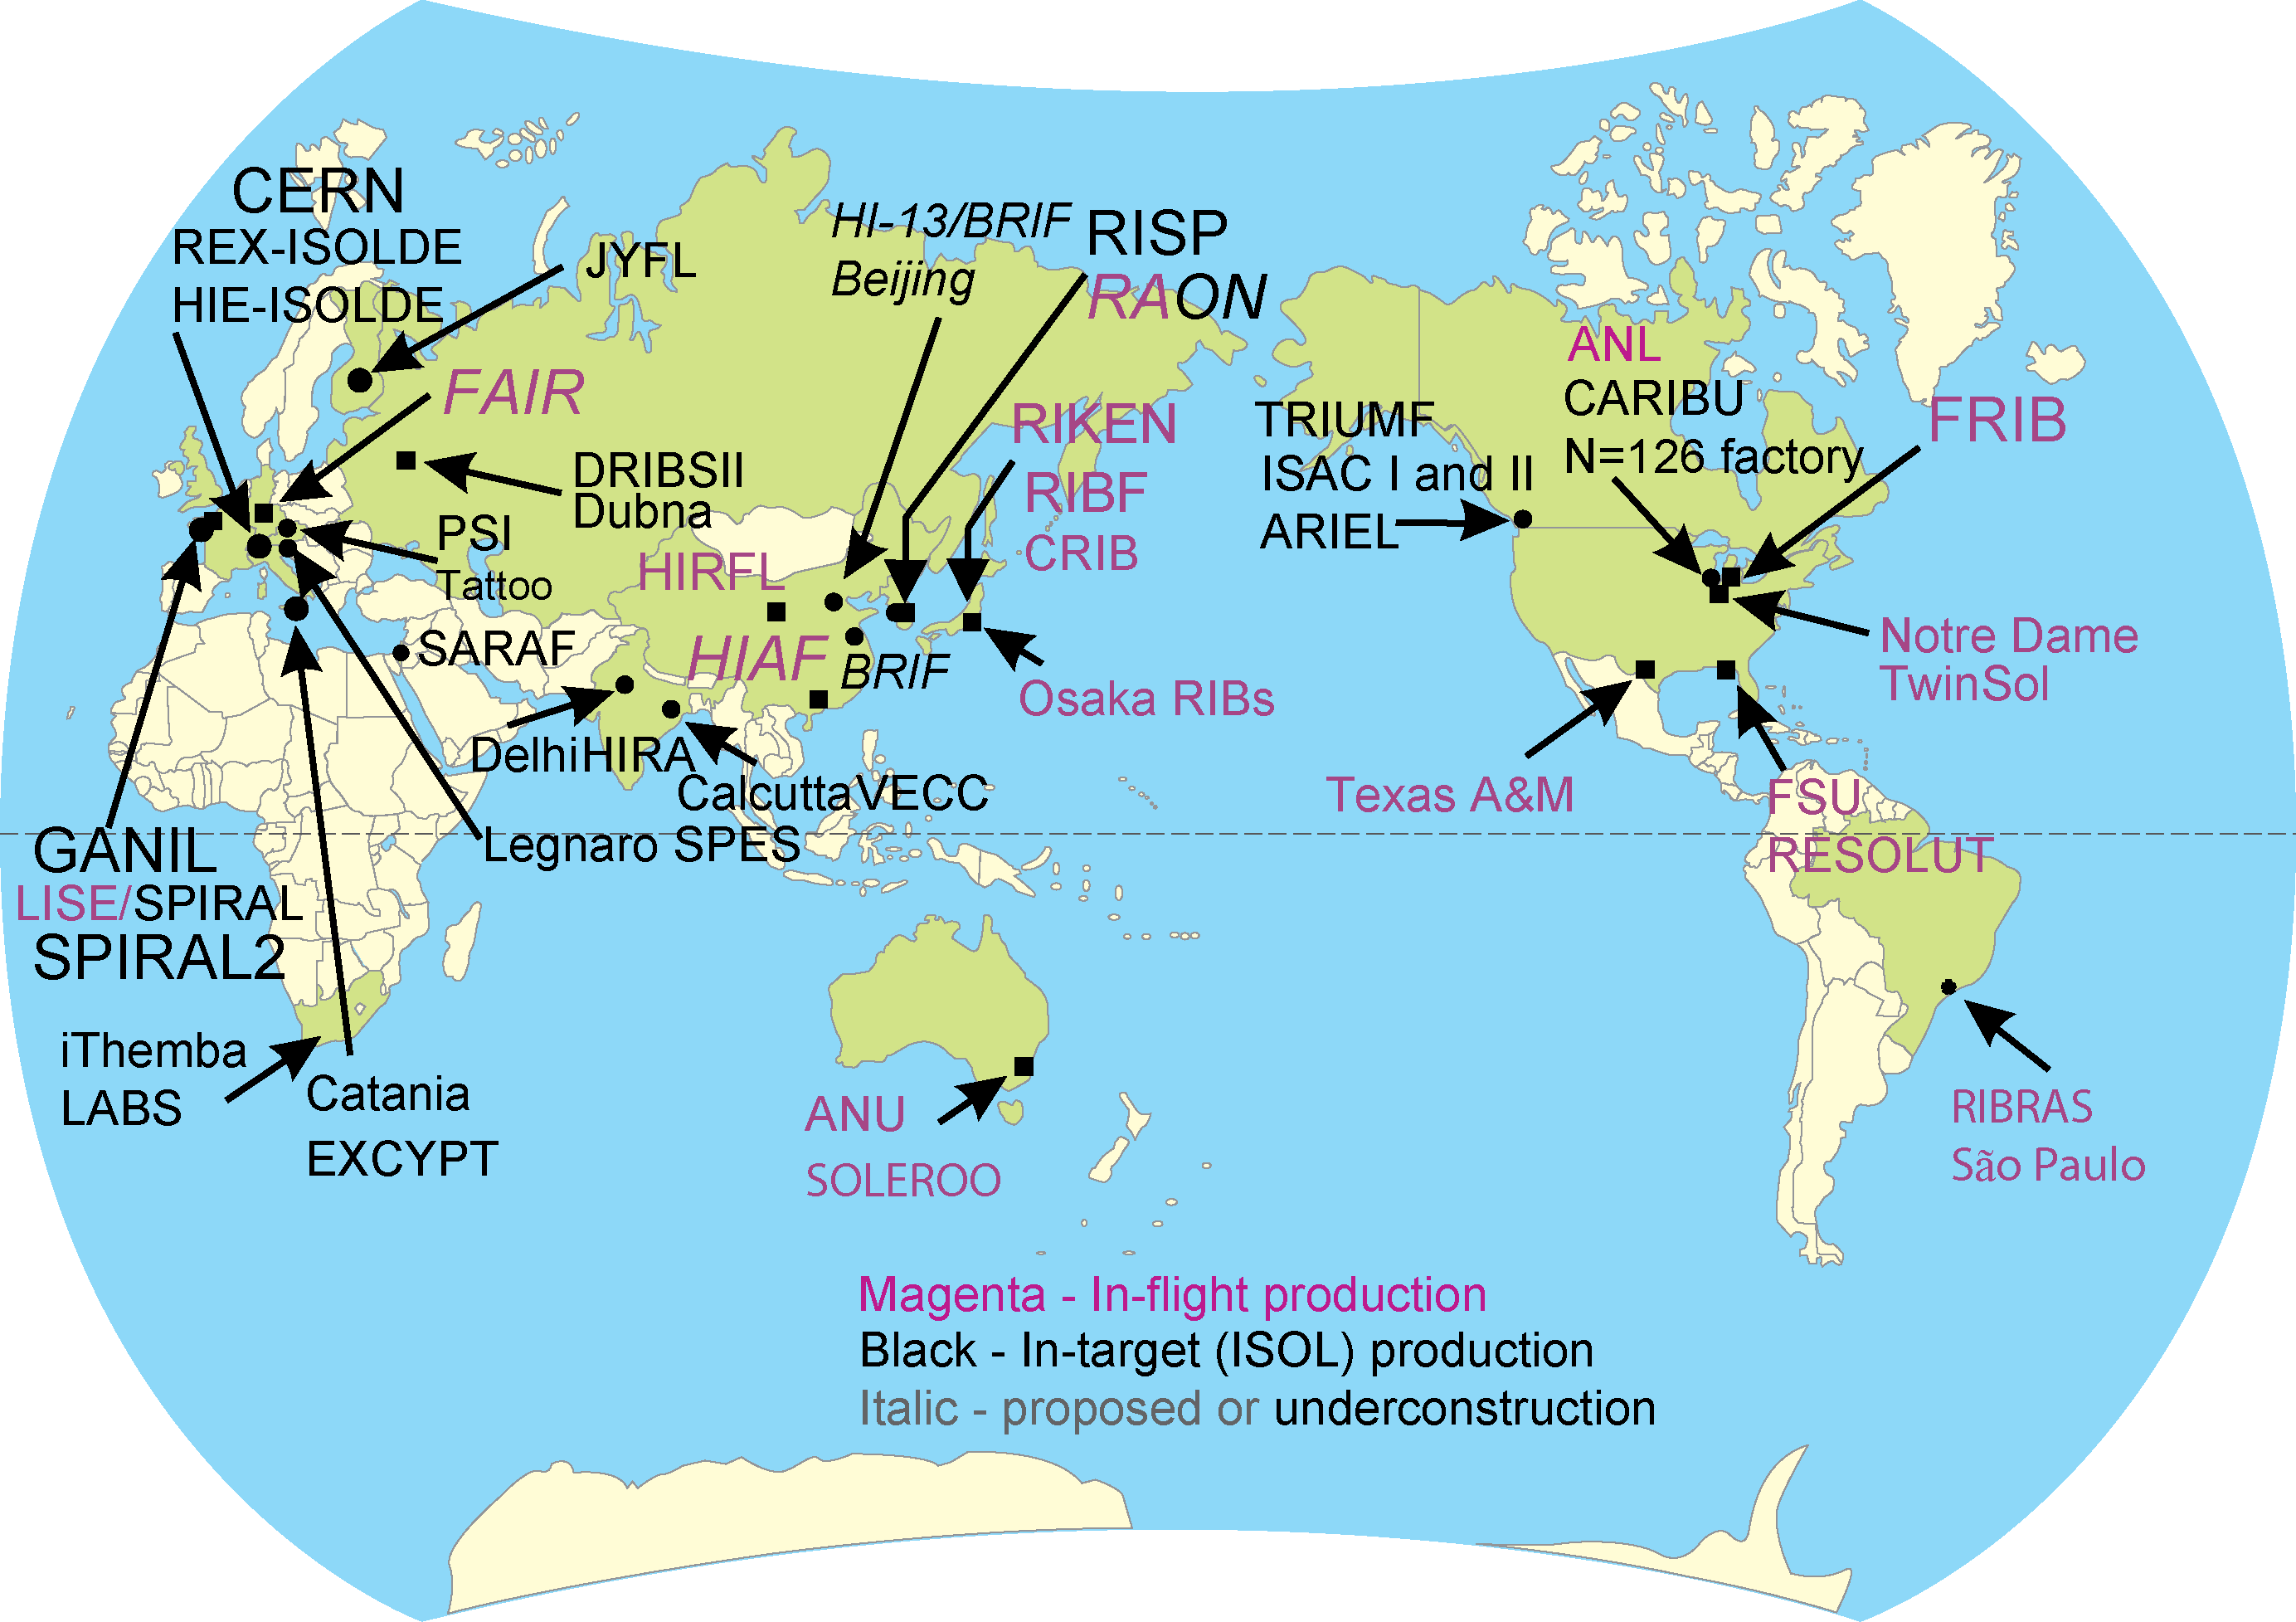 CERN
REX-ISOLDE
HIE-ISOLDE
JYFL
HI-13/BRIF
Beijing
RISP
RAON
FAIR
DRIBSII
Dubna
PSI
Tattoo
HIRFL
HIAF
BRIF
SARAF
RIKEN
RIBF
CRIB
Osaka RIBs
DelhiHIRA
CalcuttaVECC
Legnaro SPES
GANIL
LISE/SPIRAL
SPIRAL2
iThemba
LABS
Catania
EXCYPT
ANU
SOLEROO
TRIUMF
ISAC I and II
ARIEL
ANL
CARIBU
N=126 factory
FRIB
Notre Dame
TwinSol
Texas A&M
FSU
RESOLUT
RIBRAS
São Paulo
Magenta - In-flight production
Black - In-target (ISOL) production
Italic - proposed or underconstruction